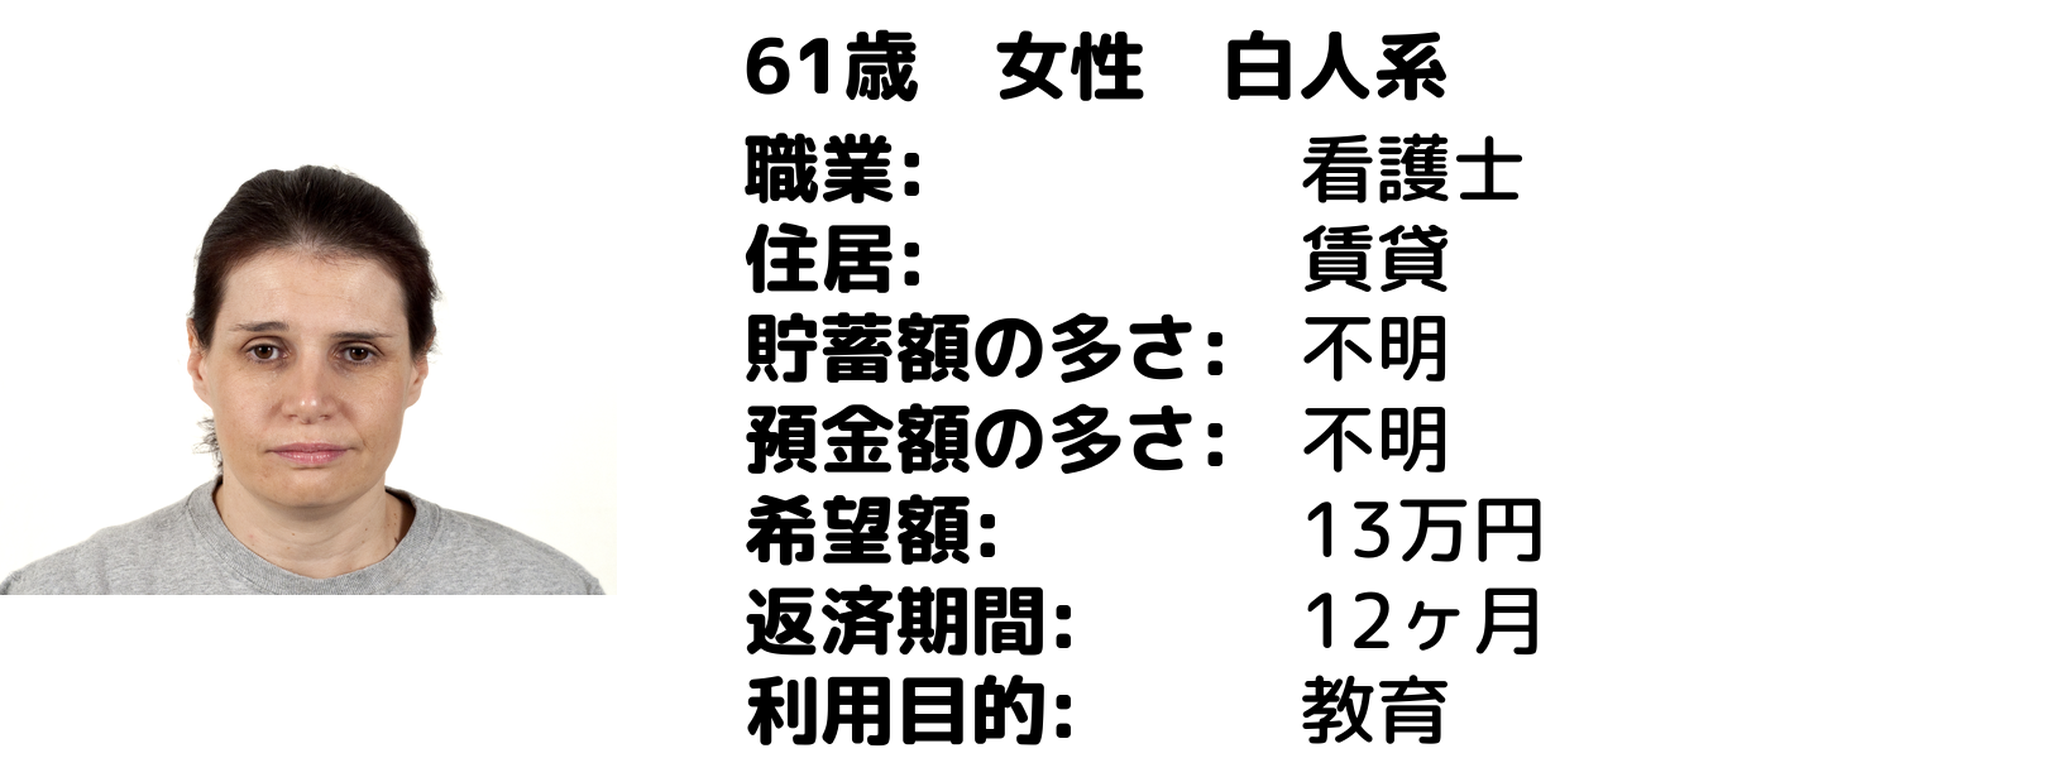 61歳　女性　白人系
職業:　看護士
住居:　賃貸
貯蓄額の多さ:　不明
預金額の多さ:　不明
希望額:　13万円
返済期間:　12ヶ月
利用目的:　教育